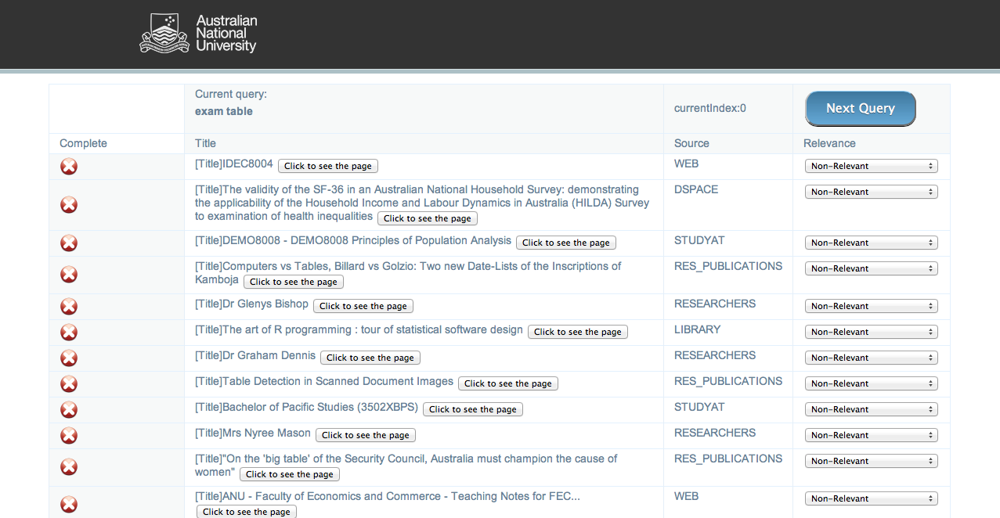 Australian
National
University
Current query:
exam table
currentIndex:0
Next Query
Complete Title Source Relevance
[Title]IDEC8004 Click to see the page WEB Non-Relevant
[Title]The validity of the SF-36 in an Australian National Household Survey: demonstrating DSPACE Non-Relevant
the applicability of the Household Income and Labour Dynamics in Australia (HILDA) Survey
to examination of health inequalities Click to see the page
[Title]DEMO8008 - DEMO8008 Principles of Population Analysis Click to see the page STUDYAT Non-Relevant
[Title]Computers vs Tables, Billard vs Golzio: Two new Date-Lists of the Inscriptions of RES_PUBLICATIONS Non-Relevant
Kamboja Click to see the page
[Title]Dr Glenys Bishop Click to see the page RESEARCHERS Non-Relevant
[Title]The art of R programming : tour of statistical software design Click to see the page LIBRARY Non-Relevant
[Title]Dr Graham Dennis Click to see the page RESEARCHERS Non-Relevant
[Title]Table Detection in Scanned Document Images Click to see the page RES_PUBLICATIONS Non-Relevant
[Title]Bachelor of Pacific Studies (3502XBPS) Click to see the page STUDYAT Non-Relevant
[Title]Mrs Nyree Mason Click to see the page RESEARCHERS Non-Relevant
[Title]"On the 'big table' of the Security Council, Australia must champion the cause of RES_PUBLICATIONS Non-Relevant
women" Click to see the page
[Title]ANU - Faculty of Economics and Commerce - Teaching Notes for FEC... WEB Non-Relevant
Click to see the page